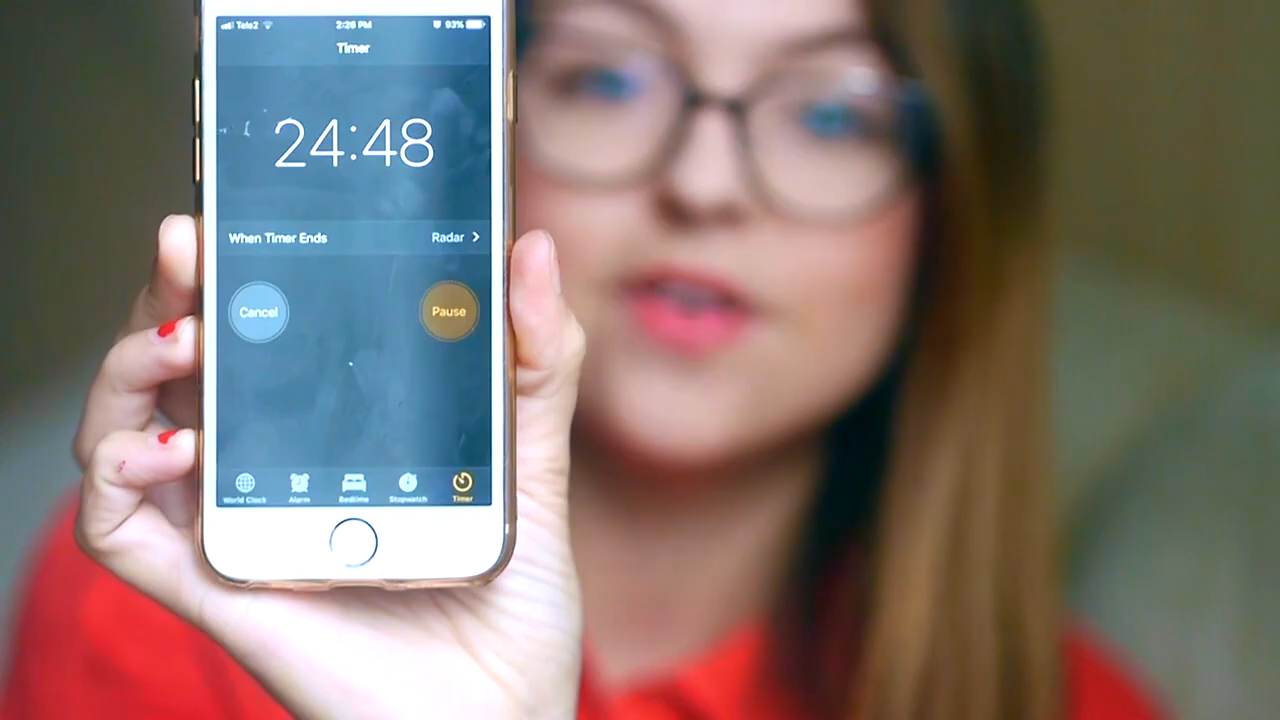 Tele2 2:26 PM 93%
Timer
24:48
When Timer Ends Radar >
Cancel Pause
World Clock Alarm Bedtime Stopwatch Timer